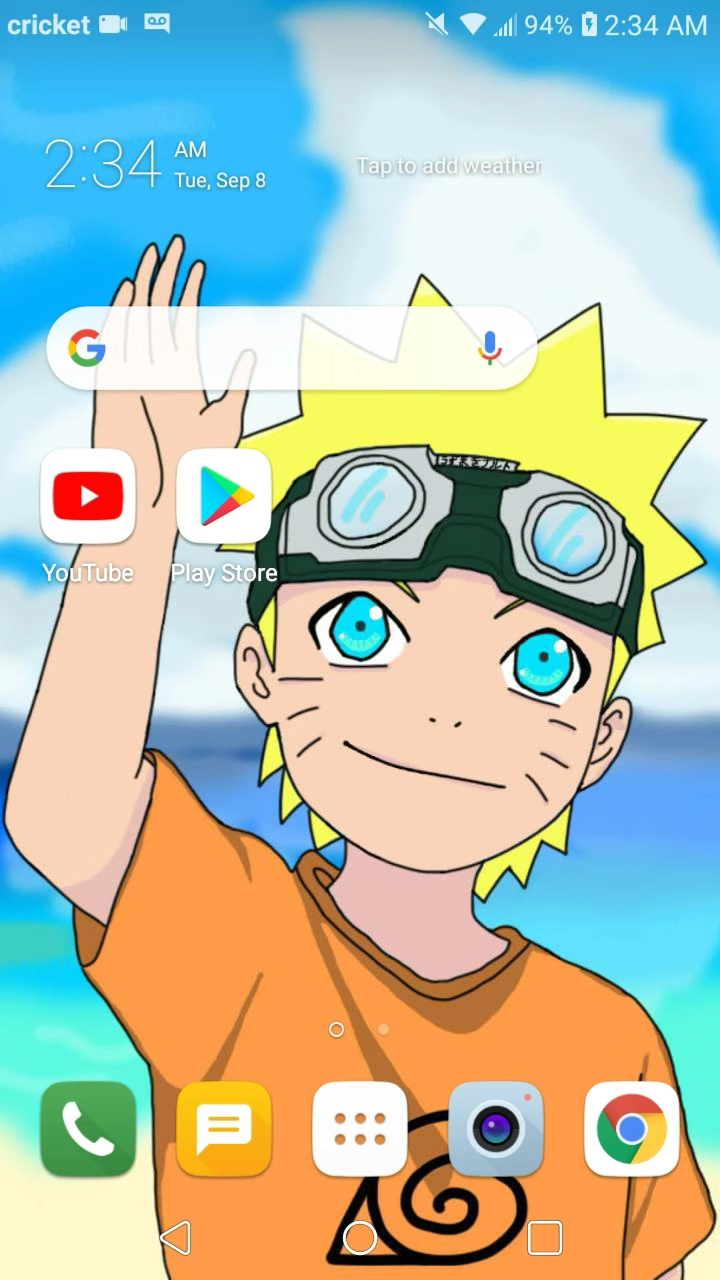 cricket 94% 2:34 AM
2:34 AM
Tue, Sep 8
Tap to add weather
YouTube Play Store